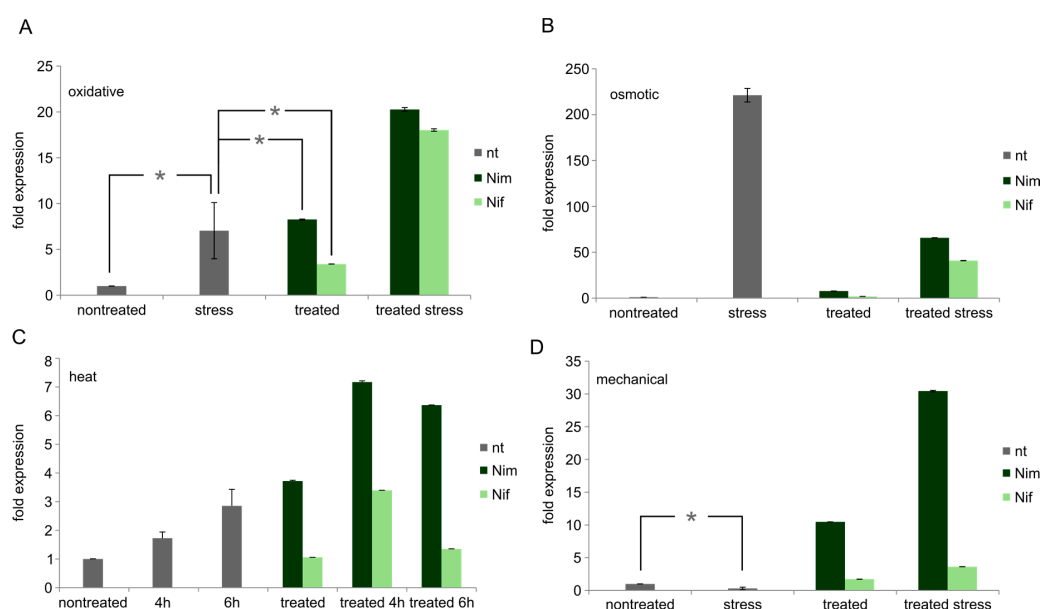 A
oxidative
fold expression
25
20
15
10
5
0
*
*
*
nontreated stress treated treated stress
nt
Nim
Nif
B
osmotic
fold expression
250
200
150
100
50
0
nontreated stress treated treated stress
nt
Nim
Nif
C
heat
fold expression
8
7
6
5
4
3
2
1
0
nontreated 4h 6h treated treated 4h treated 6h
nt
Nim
Nif
D
mechanical
fold expression
35
30
25
20
15
10
5
0
*
nontreated stress treated treated stress
nt
Nim
Nif